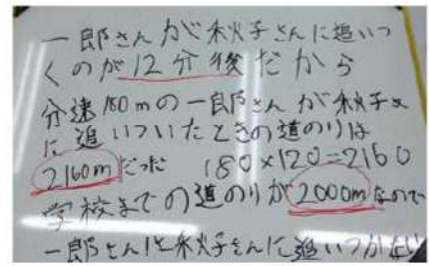 一郎さんが秋子さんに追いつ
くのが12分後だから
分速180mの一郎さんが秋子さん
に追いついたときの道のりは
2160mだった 180×120=2160
学校までの道のりが2000mなので
一郎さんは秋子さんに追いつかない